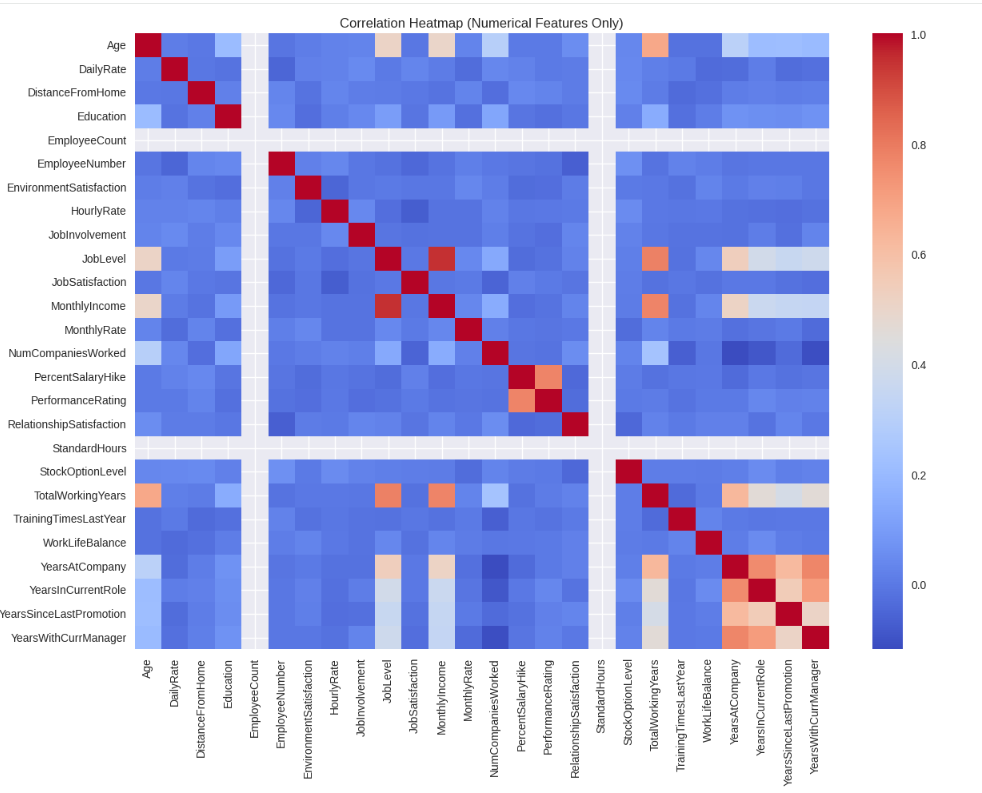 Correlation Heatmap (Numerical Features Only)
Age
DailyRate
DistanceFromHome
Education
EmployeeCount
EmployeeNumber
EnvironmentSatisfaction
HourlyRate
JobInvolvement
JobLevel
JobSatisfaction
MonthlyIncome
MonthlyRate
NumCompaniesWorked
PercentSalaryHike
PerformanceRating
RelationshipSatisfaction
StandardHours
StockOptionLevel
TotalWorkingYears
TrainingTimesLastYear
WorkLifeBalance
YearsAtCompany
YearsInCurrentRole
YearsSinceLastPromotion
YearsWithCurrManager
Age
DailyRate
DistanceFromHome
Education
EmployeeCount
EmployeeNumber
EnvironmentSatisfaction
HourlyRate
JobInvolvement
JobLevel
JobSatisfaction
MonthlyIncome
MonthlyRate
NumCompaniesWorked
PercentSalaryHike
PerformanceRating
RelationshipSatisfaction
StandardHours
StockOptionLevel
TotalWorkingYears
TrainingTimesLastYear
WorkLifeBalance
YearsAtCompany
YearsInCurrentRole
YearsSinceLastPromotion
YearsWithCurrManager
1.0
0.8
0.6
0.4
0.2
0.0